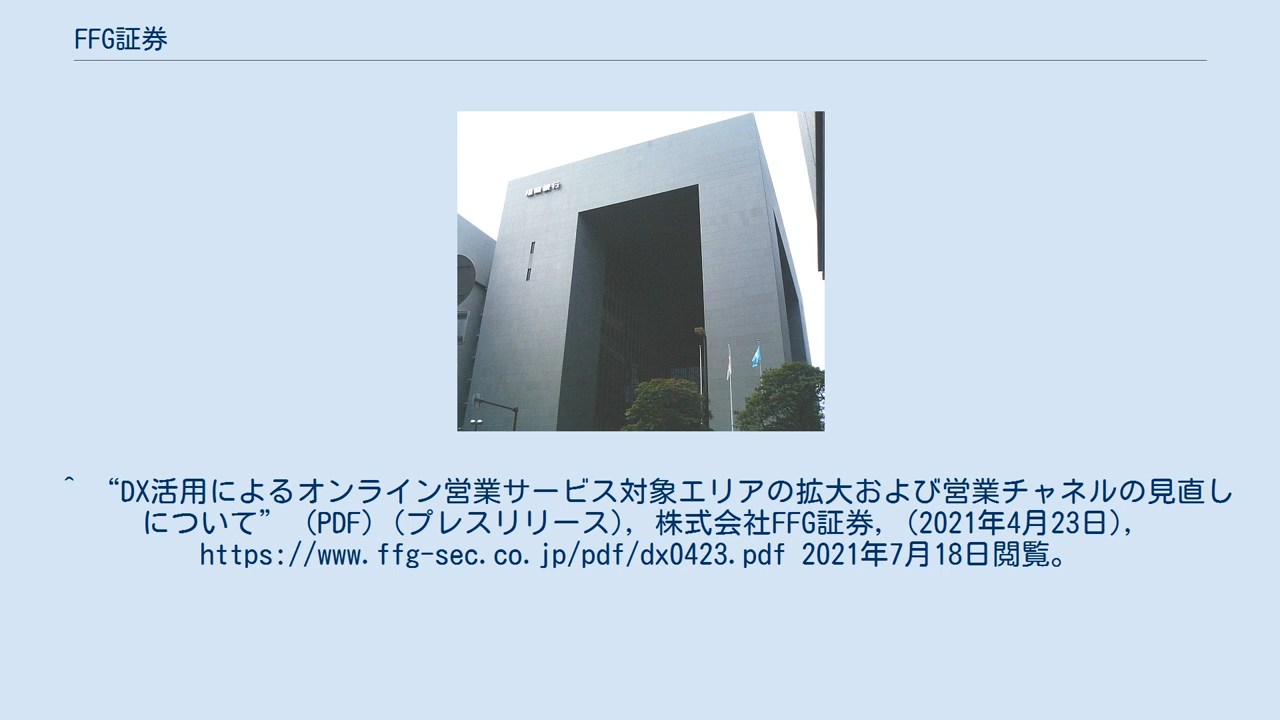 FFG証券
福岡銀行
^ “DX活用によるオンライン営業サービス対象エリアの拡大および営業チャネルの見直し
について” (PDF) (プレスリリース), 株式会社FFG証券, (2021年4月23日),
https://www.ffg-sec.co.jp/pdf/dx0423.pdf 2021年7月18日閲覧。